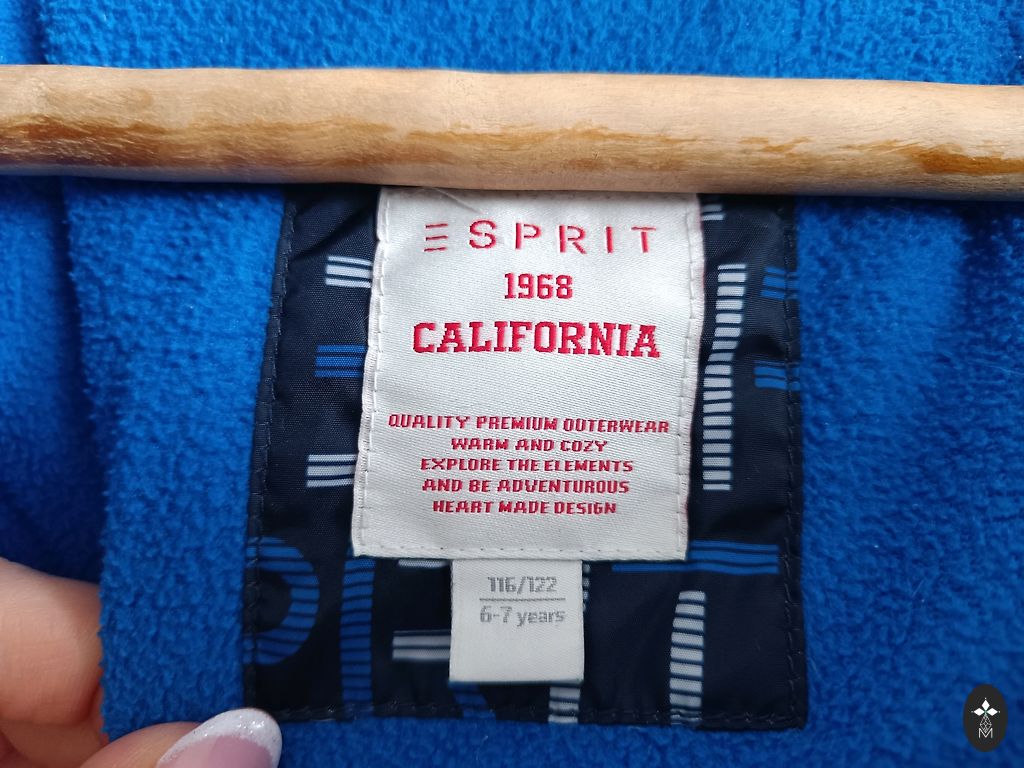 ESPRIT
1968
CALIFORNIA
QUALITY PREMIUM OUTERWEAR
WARM AND COZY
EXPLORE THE ELEMENTS
AND BE ADVENTUROUS
HEART MADE DESIGN
116/122
6-7 years
M